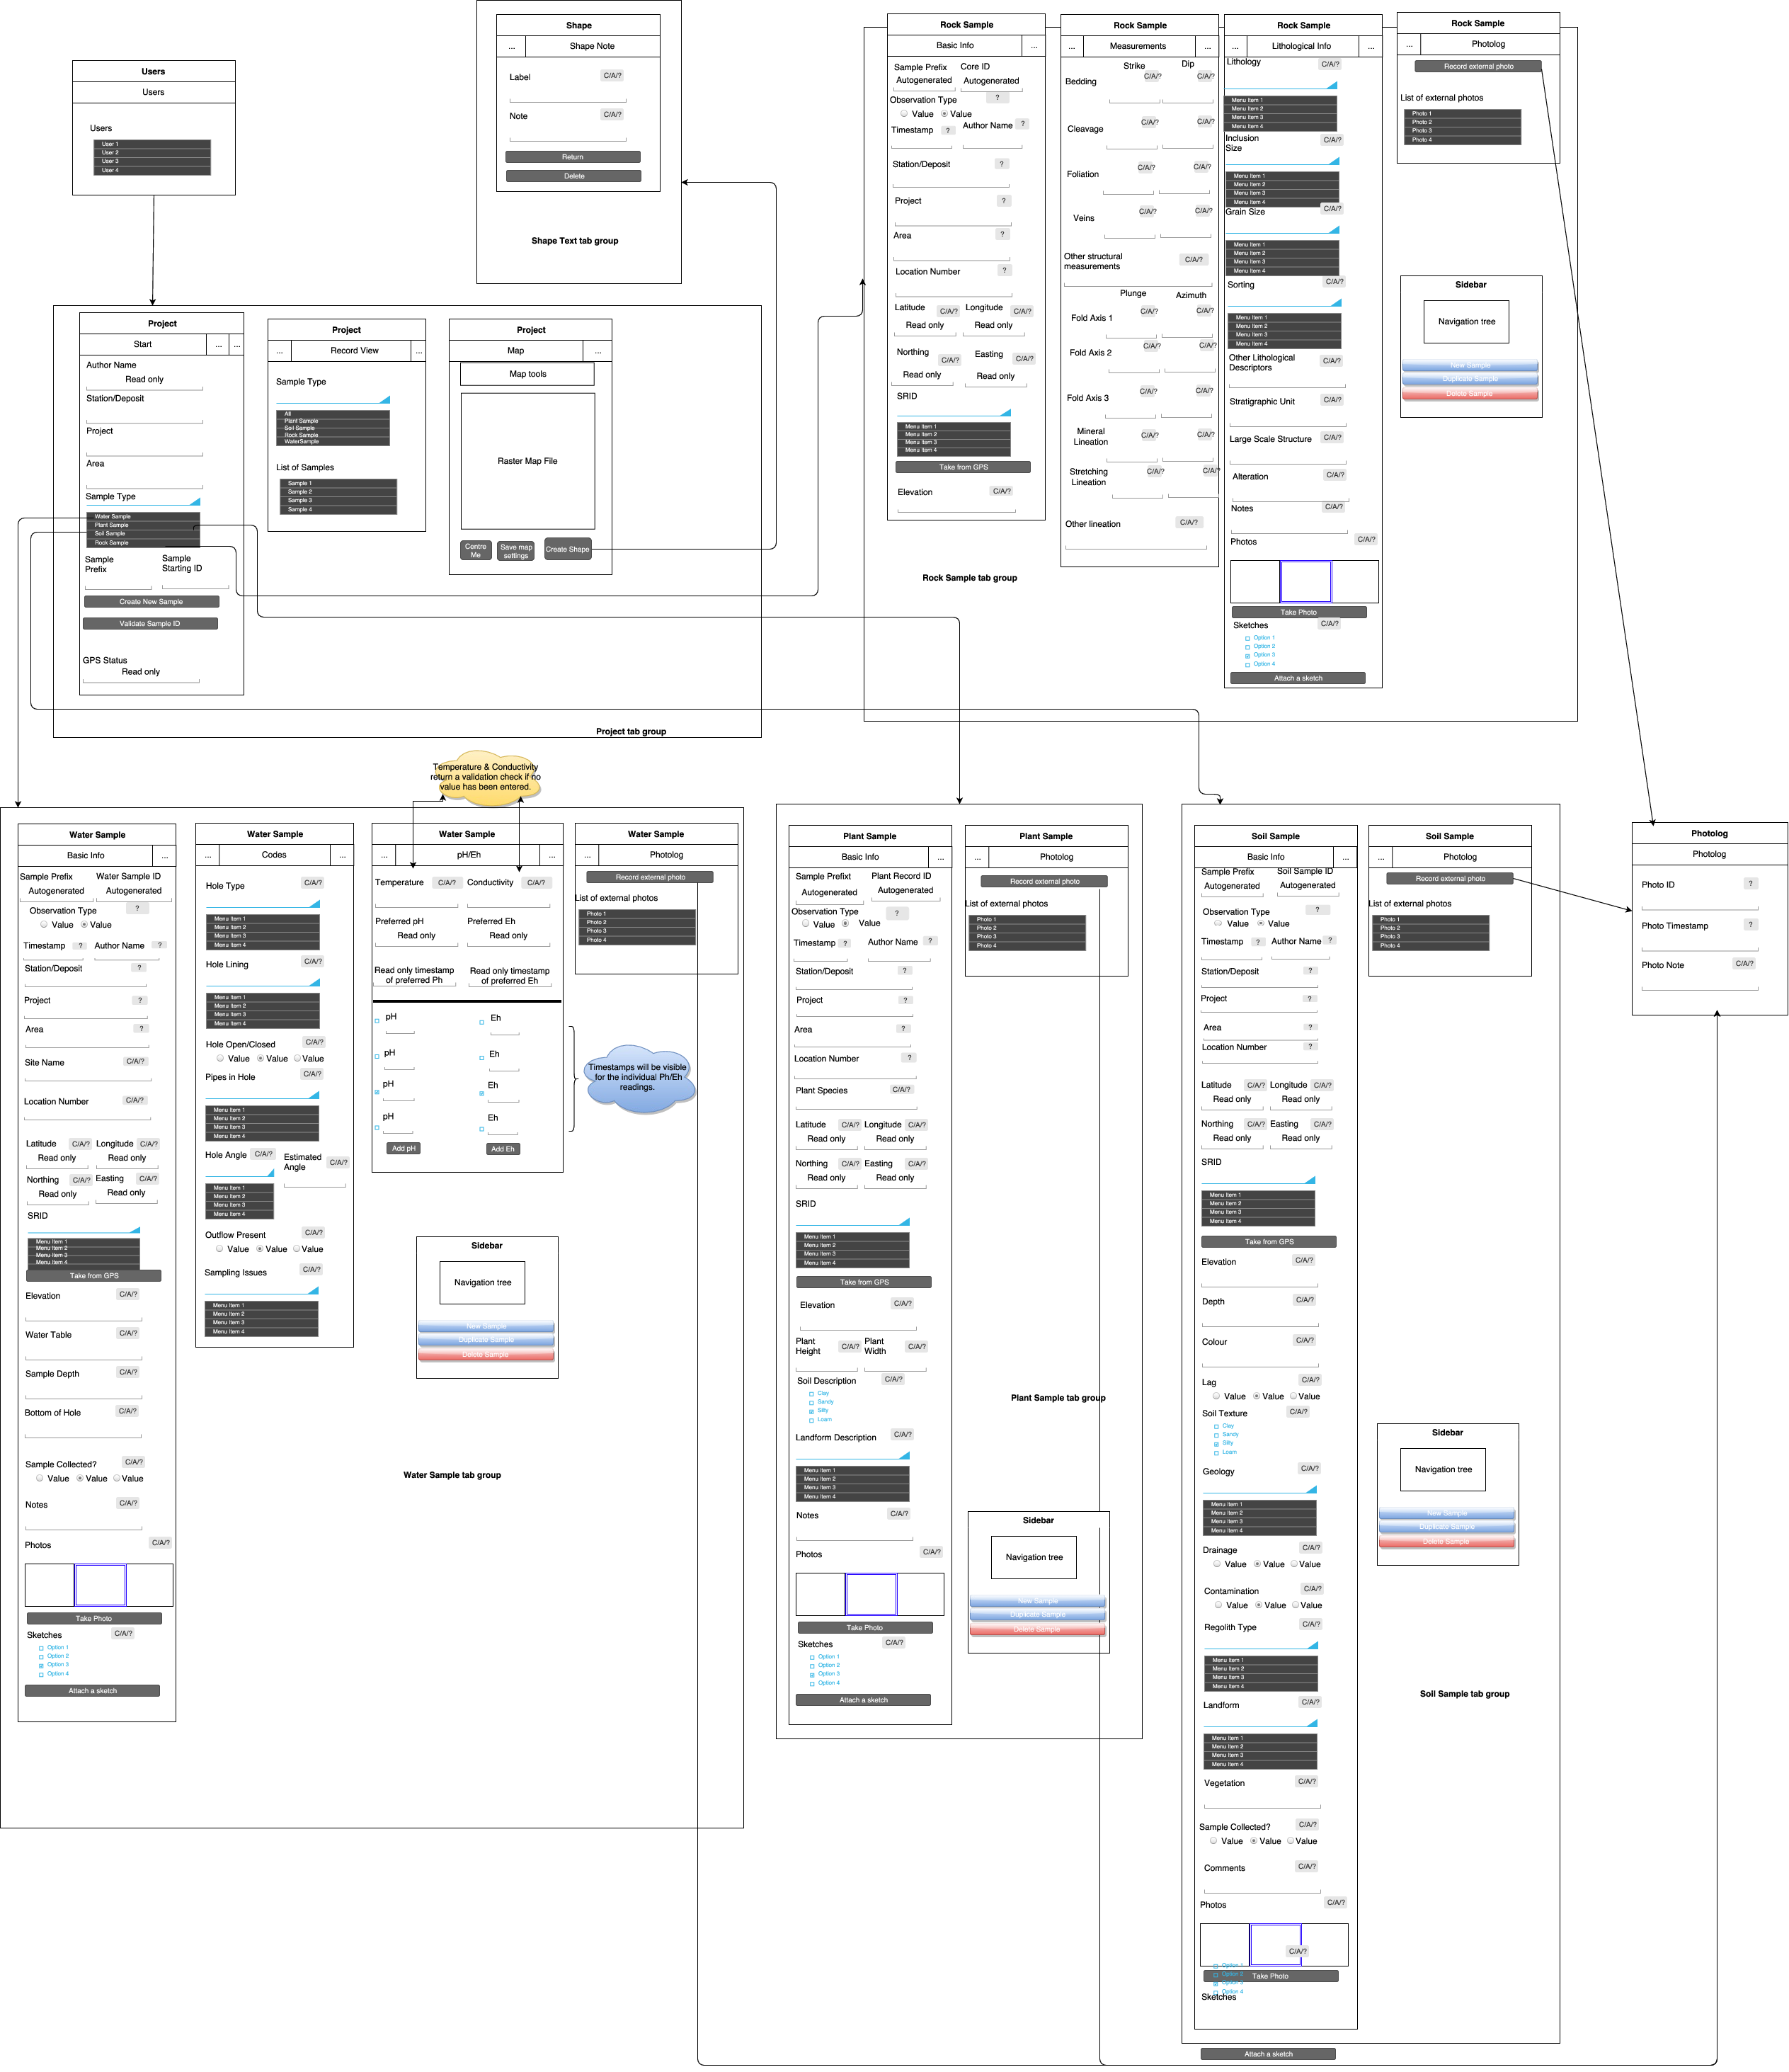 Users
Users
Users
User 1
User 2
User 3
User 4
Shape
...
Shape Note
Label
C/A/?
Note
C/A/?
Return
Delete
Shape Text tab group
Rock Sample
Basic Info
...
Sample Prefix
Core ID
Autogenerated
Autogenerated
Observation Type
?
Value
Value
Timestamp
?
Author Name
?
Station/Deposit
?
Project
?
Area
?
Location Number
?
Latitude
C/A/?
Longitude
C/A/?
Read only
Read only
Northing
C/A/?
Easting
C/A/?
Read only
Read only
SRID
Menu Item 1
Menu Item 2
Menu Item 3
Menu Item 4
Take from GPS
Elevation
C/A/?
Rock Sample
...
Measurements
...
Strike
Dip
Bedding
C/A/?
C/A/?
Cleavage
C/A/?
C/A/?
Foliation
C/A/?
C/A/?
Veins
C/A/?
C/A/?
Other structural
measurements
C/A/?
Plunge
Azimuth
Fold Axis 1
C/A/?
C/A/?
Fold Axis 2
C/A/?
C/A/?
Fold Axis 3
C/A/?
C/A/?
Mineral
Lineation
C/A/?
C/A/?
Stretching
Lineation
C/A/?
C/A/?
Other lineation
C/A/?
Rock Sample
...
Lithological Info
...
Lithology
C/A/?
Menu Item 1
Menu Item 2
Menu Item 3
Menu Item 4
Inclusion
Size
C/A/?
Menu Item 1
Menu Item 2
Menu Item 3
Menu Item 4
Grain Size
C/A/?
Menu Item 1
Menu Item 2
Menu Item 3
Menu Item 4
Sorting
C/A/?
Menu Item 1
Menu Item 2
Menu Item 3
Menu Item 4
Other Lithological
Descriptors
C/A/?
Stratigraphic Unit
C/A/?
Large Scale Structure
C/A/?
Alteration
C/A/?
Notes
C/A/?
Photos
C/A/?
Take Photo
Sketches
C/A/?
Option 1
Option 2
Option 3
Option 4
Attach a sketch
Rock Sample
...
Photolog
Record external photo
List of external photos
Photo 1
Photo 2
Photo 3
Photo 4
Sidebar
Navigation tree
New Sample
Duplicate Sample
Delete Sample
Rock Sample tab group
Project
Start
...
...
Author Name
Read only
Station/Deposit
Project
Area
Sample Type
Water Sample
Plant Sample
Soil Sample
Rock Sample
Sample
Prefix
Sample
Starting ID
Create New Sample
Validate Sample ID
GPS Status
Read only
Project
...
Record View
...
Sample Type
All
Plant Sample
Soil Sample
Rock Sample
WaterSample
List of Samples
Sample 1
Sample 2
Sample 3
Sample 4
Project
Map
...
Map tools
Raster Map File
Centre
Me
Save map
settings
Create Shape
Project tab group
Temperature & Conductivity
return a validation check if no
value has been entered.
Water Sample
Basic Info
...
Sample Prefix
Water Sample ID
Autogenerated
Autogenerated
Observation Type
?
Value
Value
Timestamp
?
Author Name
?
Station/Deposit
?
Project
?
Area
?
Site Name
C/A/?
Location Number
C/A/?
Latitude
C/A/?
Longitude
C/A/?
Read only
Read only
Northing
C/A/?
Easting
C/A/?
Read only
Read only
SRID
Menu Item 1
Menu Item 2
Menu Item 3
Menu Item 4
Take from GPS
Elevation
C/A/?
Water Table
C/A/?
Sample Depth
C/A/?
Bottom of Hole
C/A/?
Sample Collected?
C/A/?
Value
Value
Value
Notes
C/A/?
Photos
C/A/?
Take Photo
Sketches
C/A/?
Option 1
Option 2
Option 3
Option 4
Attach a sketch
Water Sample
...
Codes
...
Hole Type
C/A/?
Menu Item 1
Menu Item 2
Menu Item 3
Menu Item 4
Hole Lining
C/A/?
Menu Item 1
Menu Item 2
Menu Item 3
Menu Item 4
Hole Open/Closed
C/A/?
Value
Value
Value
Pipes in Hole
C/A/?
Menu Item 1
Menu Item 2
Menu Item 3
Menu Item 4
Hole Angle
C/A/?
Estimated
Angle
C/A/?
Menu Item 1
Menu Item 2
Menu Item 3
Menu Item 4
Outflow Present
C/A/?
Value
Value
Value
Sampling Issues
C/A/?
Menu Item 1
Menu Item 2
Menu Item 3
Menu Item 4
Water Sample
...
pH/Eh
...
Temperature
C/A/?
Conductivity
C/A/?
Preferred pH
Preferred Eh
Read only
Read only
Read only timestamp
of preferred Ph
Read only timestamp
of preferred Eh
pH
Eh
pH
Eh
pH
Eh
pH
Eh
Add pH
Add Eh
Timestamps will be visible
for the individual Ph/Eh
readings.
Water Sample
...
Photolog
Record external photo
List of external photos
Photo 1
Photo 2
Photo 3
Photo 4
Sidebar
Navigation tree
New Sample
Duplicate Sample
Delete Sample
Water Sample tab group
Plant Sample
Basic Info
...
Sample Prefixt
Plant Record ID
Autogenerated
Autogenerated
Observation Type
?
Value
Value
Timestamp
?
Author Name
?
Station/Deposit
?
Project
?
Area
?
Location Number
?
Plant Species
C/A/?
Latitude
C/A/?
Longitude
C/A/?
Read only
Read only
Northing
C/A/?
Easting
C/A/?
Read only
Read only
SRID
Menu Item 1
Menu Item 2
Menu Item 3
Menu Item 4
Take from GPS
Elevation
C/A/?
Plant
Height
C/A/?
Plant
Width
C/A/?
Soil Description
C/A/?
Clay
Sandy
Silty
Loam
Landform Description
C/A/?
Menu Item 1
Menu Item 2
Menu Item 3
Menu Item 4
Notes
C/A/?
Photos
C/A/?
Take Photo
Sketches
C/A/?
Option 1
Option 2
Option 3
Option 4
Attach a sketch
Plant Sample
...
Photolog
Record external photo
List of external photos
Photo 1
Photo 2
Photo 3
Photo 4
Plant Sample tab group
Sidebar
Navigation tree
New Sample
Duplicate Sample
Delete Sample
Soil Sample
Basic Info
...
Sample Prefix
Soil Sample ID
Autogenerated
Autogenerated
Observation Type
?
Value
Value
Timestamp
?
Author Name
?
Station/Deposit
?
Project
?
Area
?
Location Number
?
Latitude
C/A/?
Longitude
C/A/?
Read only
Read only
Northing
C/A/?
Easting
C/A/?
Read only
Read only
SRID
Menu Item 1
Menu Item 2
Menu Item 3
Menu Item 4
Take from GPS
Elevation
C/A/?
Depth
C/A/?
Colour
C/A/?
Lag
C/A/?
Value
Value
Value
Soil Texture
C/A/?
Clay
Sandy
Silty
Loam
Geology
C/A/?
Menu Item 1
Menu Item 2
Menu Item 3
Menu Item 4
Drainage
C/A/?
Value
Value
Value
Contamination
C/A/?
Value
Value
Value
Regolith Type
C/A/?
Menu Item 1
Menu Item 2
Menu Item 3
Menu Item 4
Landform
C/A/?
Menu Item 1
Menu Item 2
Menu Item 3
Menu Item 4
Vegetation
C/A/?
Sample Collected?
C/A/?
Value
Value
Value
Comments
C/A/?
Photos
C/A/?
C/A/?
Option 1
Option 2
Take Photo
Option 3
Option 4
Sketches
Attach a sketch
Soil Sample
...
Photolog
Record external photo
List of external photos
Photo 1
Photo 2
Photo 3
Photo 4
Sidebar
Navigation tree
New Sample
Duplicate Sample
Delete Sample
Soil Sample tab group
Photolog
Photolog
Photo ID
?
Photo Timestamp
?
Photo Note
C/A/?